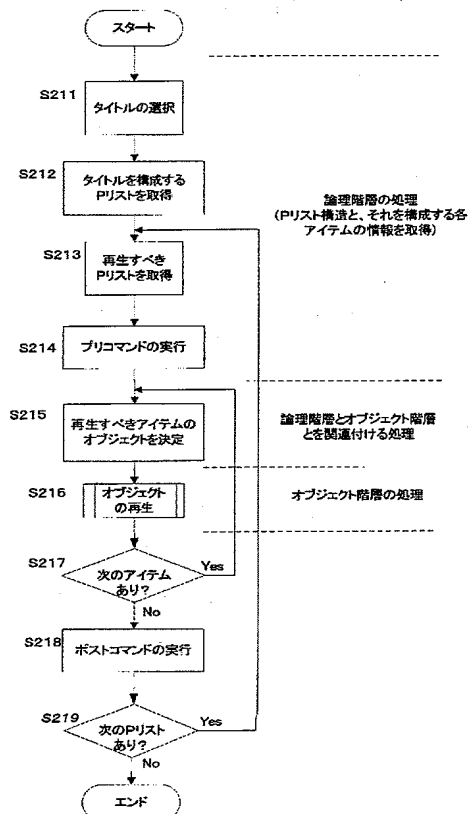 スタート
S211
タイトルの選択
S212
タイトルを構成する
Pリストを取得
論理階層の処理
(Pリスト構造と、それを構成する各
アイテムの情報を取得)
S213
再生すべき
Pリストを取得
S214
プリコマンドの実行
S215
再生すべきアイテムの
オブジェクトを決定
論理階層とオブジェクト階層
とを関連付ける処理
S216
オブジェクト
の再生
オブジェクト階層の処理
S217
次のアイテム
あり?
Yes
No
S218
ポストコマンドの実行
S219
次のPリスト
あり?
Yes
No
エンド